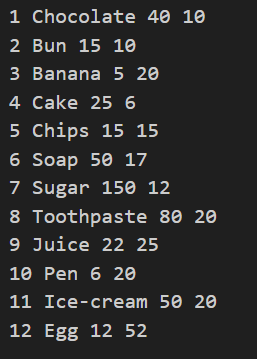 1 Chocolate 40 10
2 Bun 15 10
3 Banana 5 20
4 Cake 25 6
5 Chips 15 15
6 Soap 50 17
7 Sugar 150 12
8 Toothpaste 80 20
9 Juice 22 25
10 Pen 6 20
11 Ice-cream 50 20
12 Egg 12 52